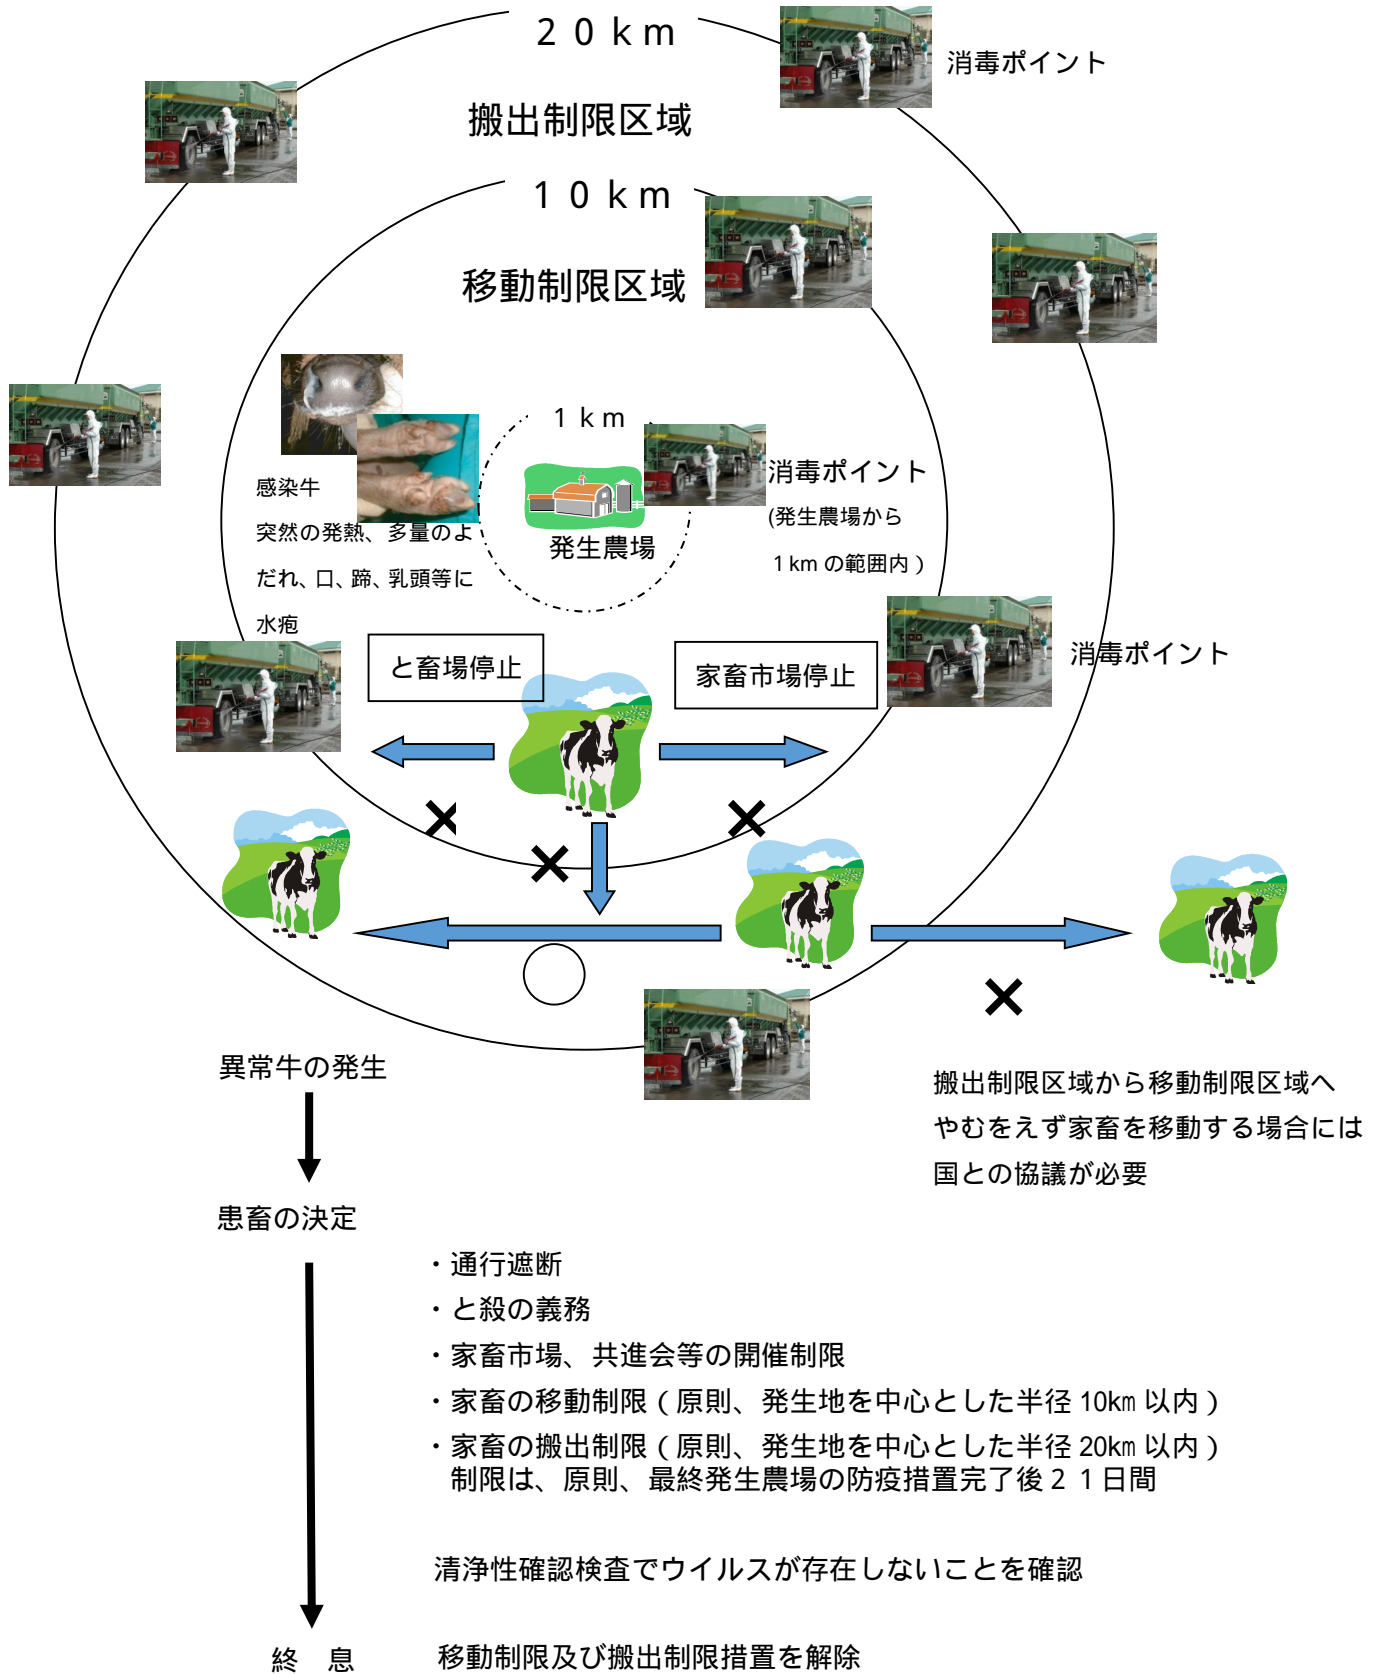 ２０ｋｍ
消毒ポイント
搬出制限区域
１０ｋｍ
移動制限区域
１ｋｍ
消毒ポイント
(発生農場から
１km の範囲内）
発生農場
感染牛
突然の発熱、多量のよ
だれ、口、蹄、乳頭等に
水疱
と畜場停止
家畜市場停止
消毒ポイント
異常牛の発生
搬出制限区域から移動制限区域へ
やむをえず家畜を移動する場合には
国との協議が必要
患畜の決定
・通行遮断
・と殺の義務
・家畜市場、共進会等の開催制限
・家畜の移動制限（原則、発生地を中心とした半径 10㎞ 以内）
・家畜の搬出制限（原則、発生地を中心とした半径 20㎞ 以内）
制限は、原則、最終発生農場の防疫措置完了後２１日間
清浄性確認検査でウイルスが存在しないことを確認
終　息
移動制限及び搬出制限措置を解除